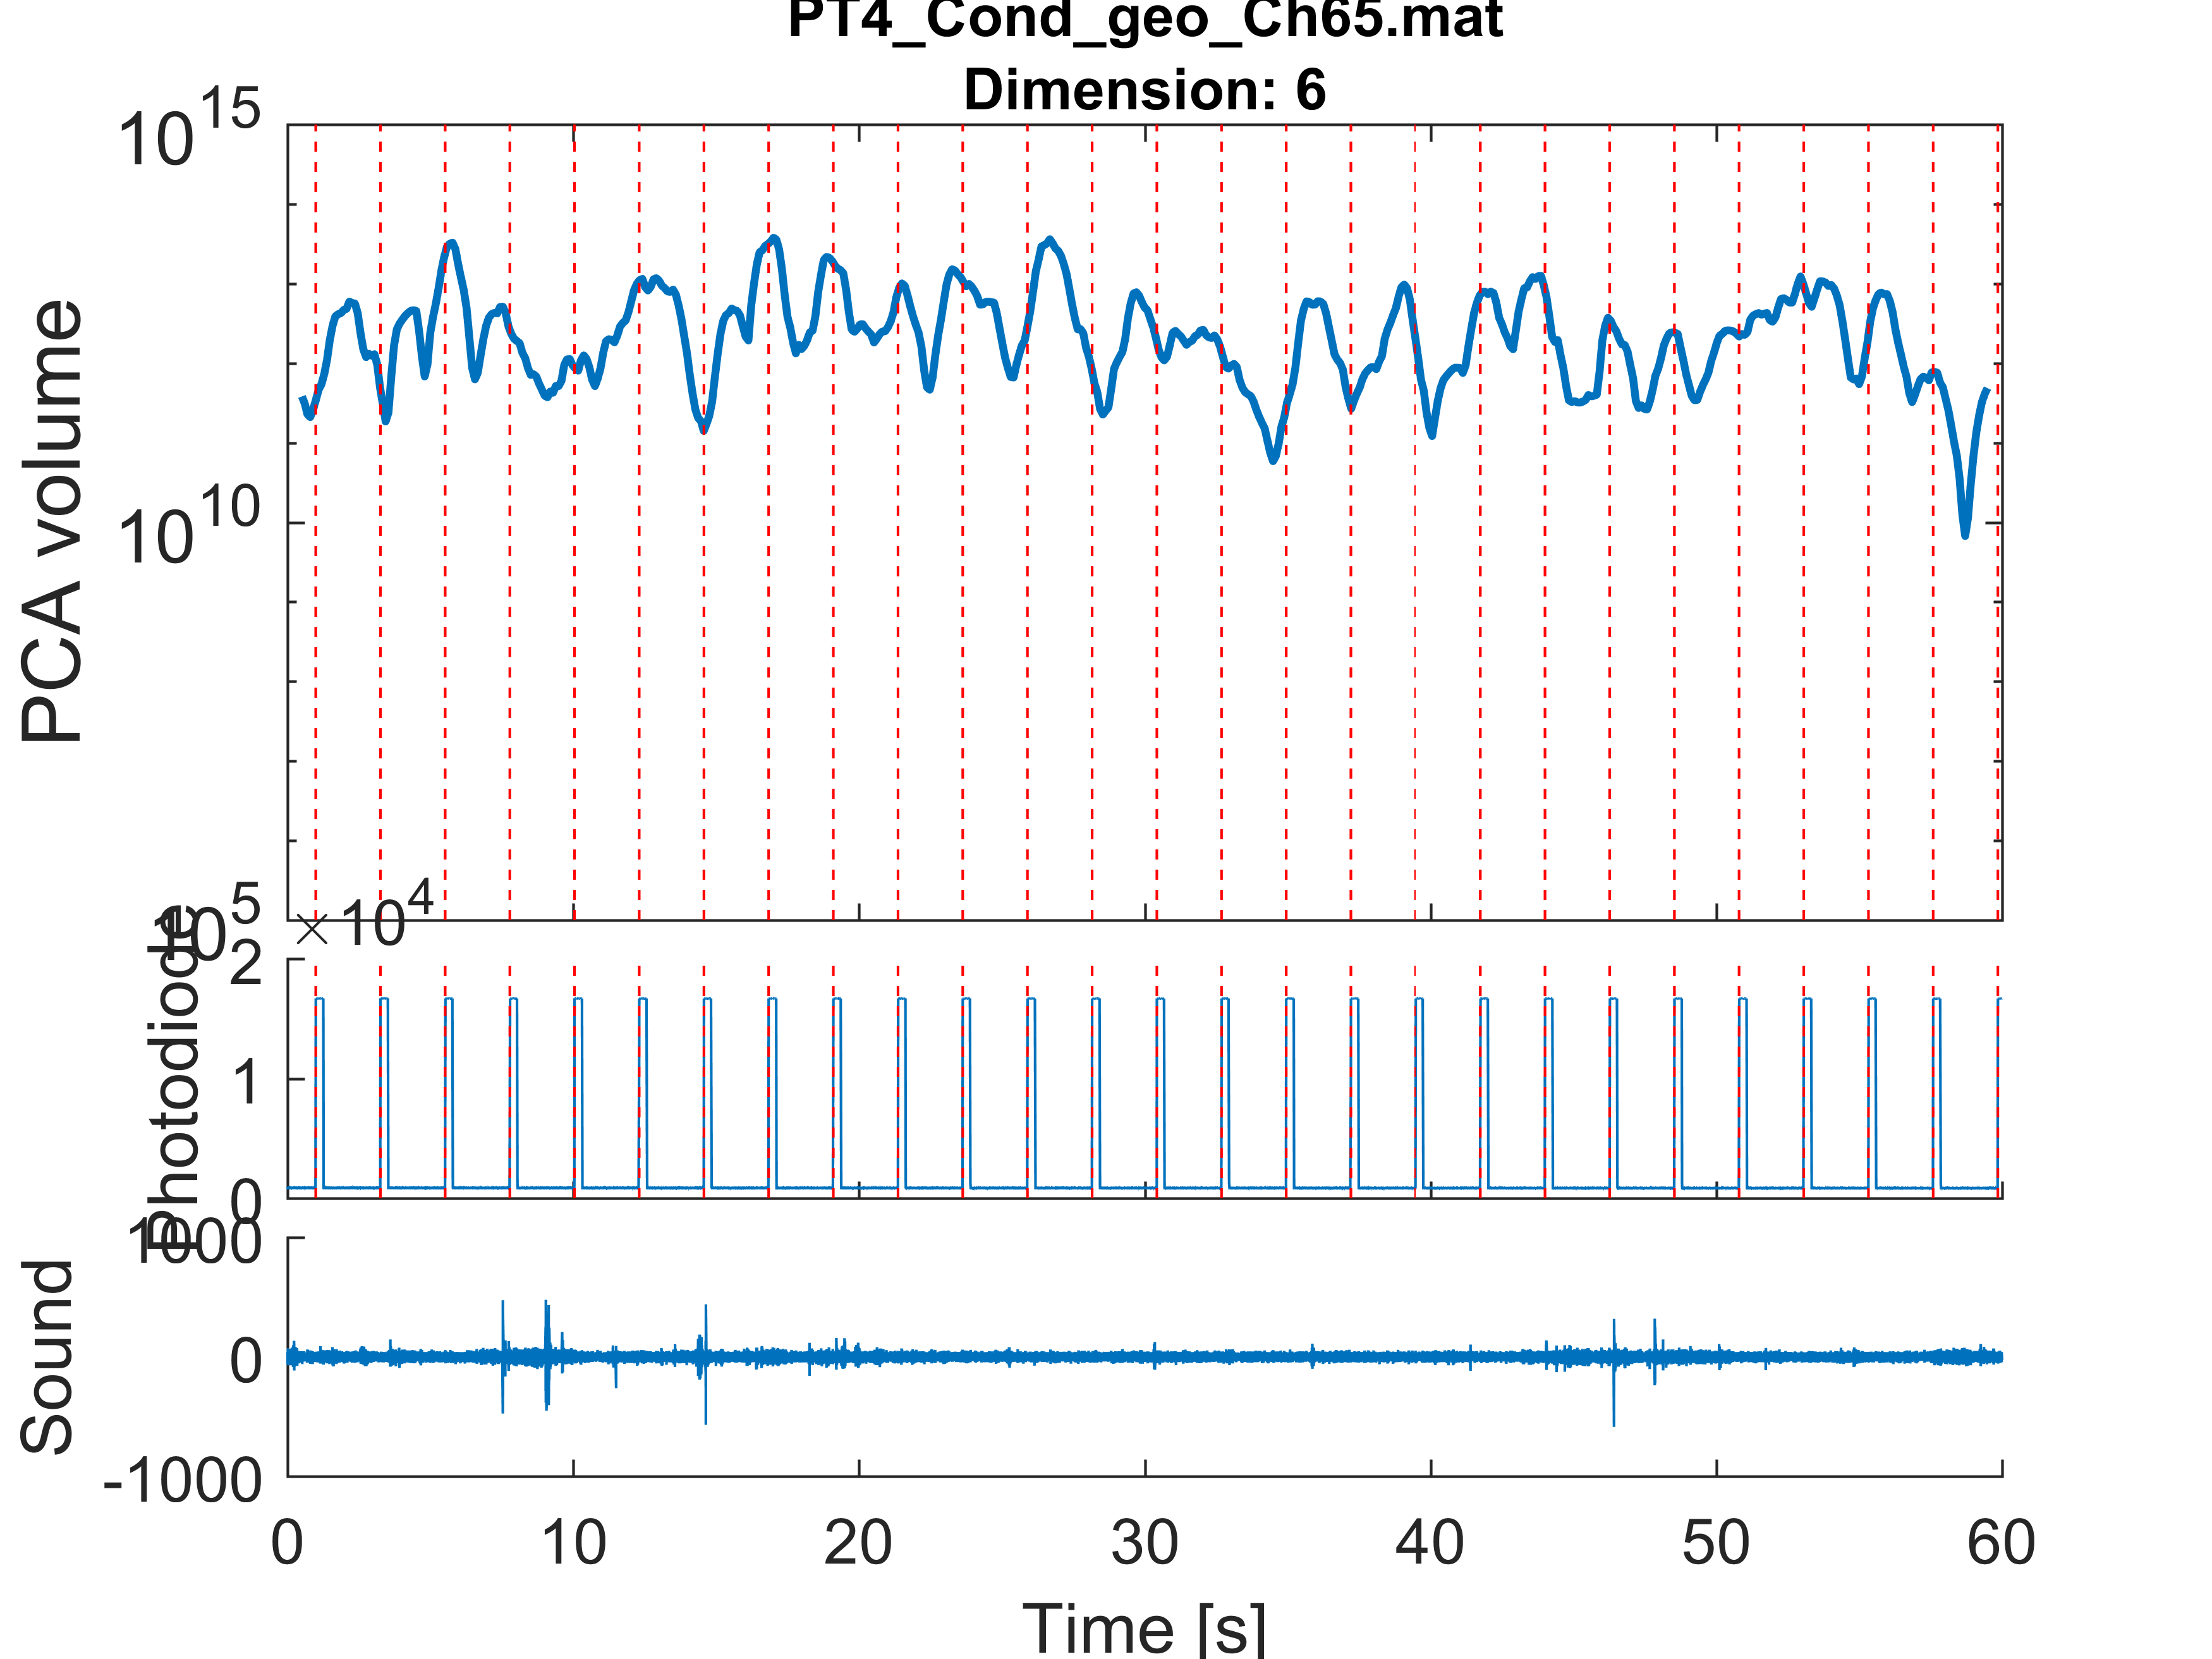 PT4_Cond_geo_Ch65.mat
Dimension: 6
PCA volume
10^15
10^10
10^5
Photodiode
× 10^4
2
1
0
Sound
1000
0
-1000
0 10 20 30 40 50 60
Time [s]